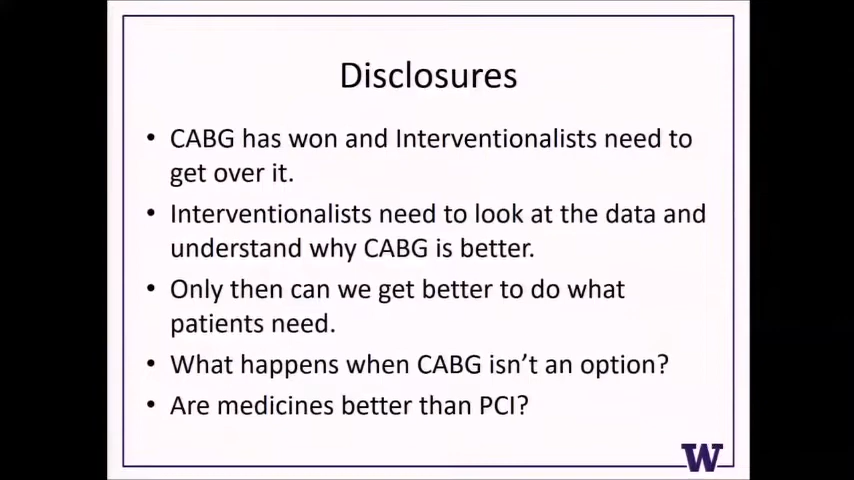 Disclosures
• CABG has won and Interventionalists need to
get over it.
• Interventionalists need to look at the data and
understand why CABG is better.
• Only then can we get better to do what
patients need.
• What happens when CABG isn’t an option?
• Are medicines better than PCI?
W